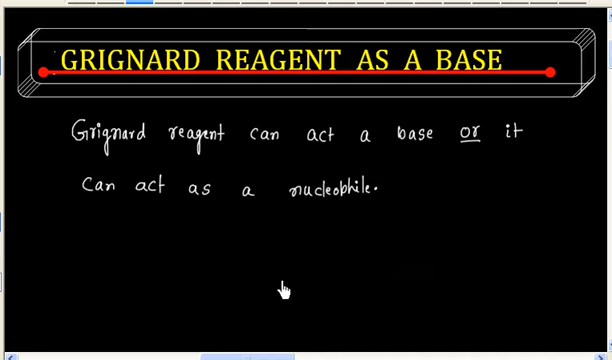 GRIGNARD REAGENT AS A BASE
Grignard reagent can act a base or it
can act as a nucleophile.